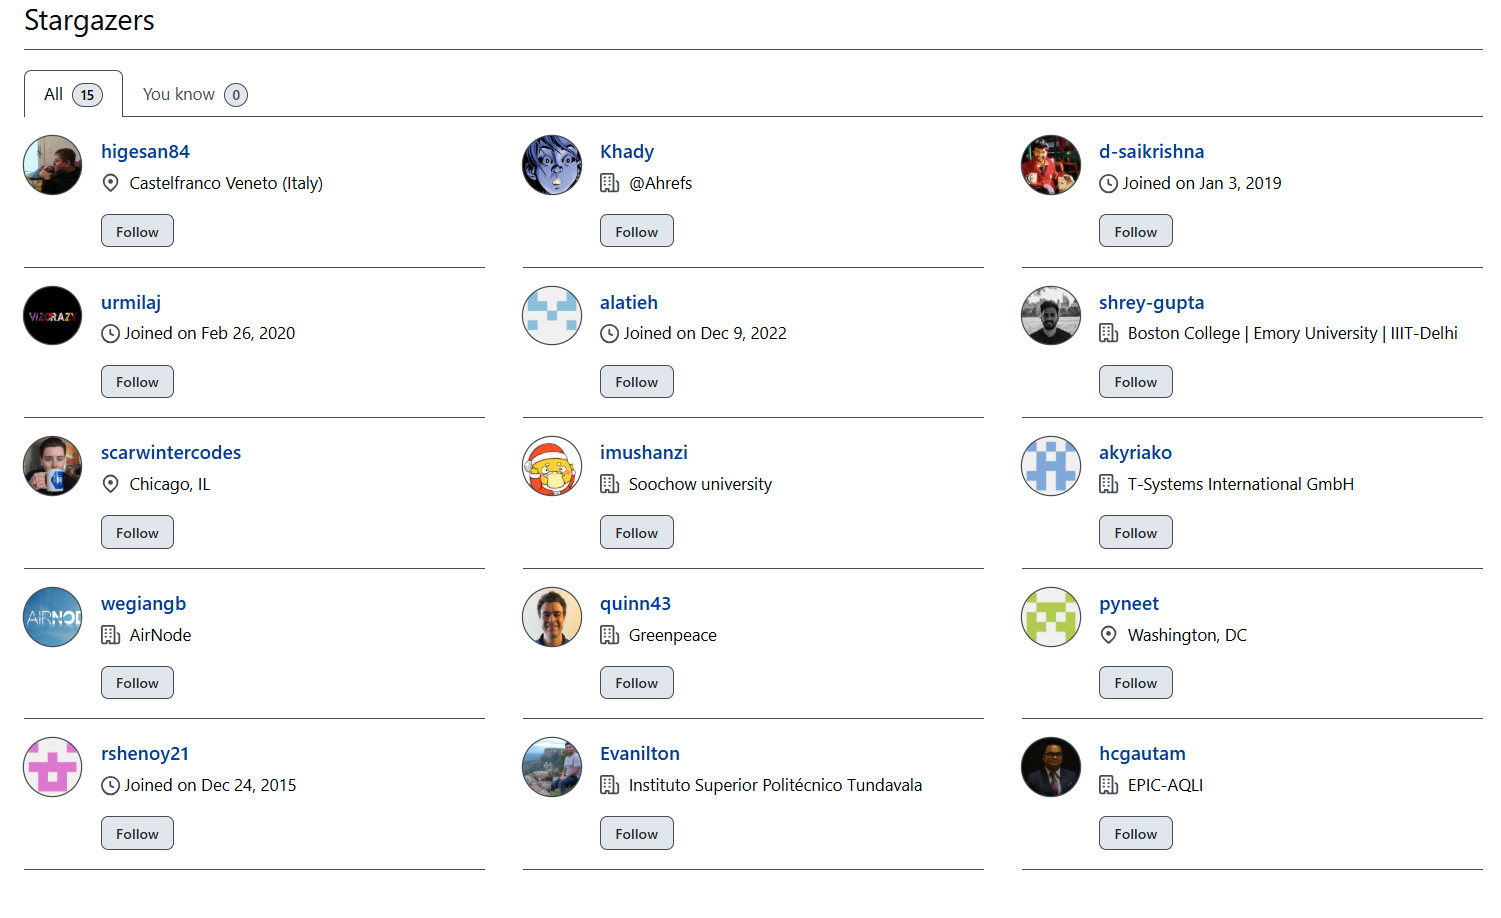 Stargazers
All 15 You know 0
higesan84
Castelfranco Veneto (Italy)
Follow
Khady
@Ahrefs
Follow
d-saikrishna
Joined on Jan 3, 2019
Follow
VIZCRAZY
urmilaj
Joined on Feb 26, 2020
Follow
alatieh
Joined on Dec 9, 2022
Follow
shrey-gupta
Boston College | Emory University | IIIT-Delhi
Follow
scarwintercodes
Chicago, IL
Follow
imushanzi
Soochow university
Follow
akyriako
T-Systems International GmbH
Follow
AIRNOD
wegiangb
AirNode
Follow
quinn43
Greenpeace
Follow
pyneet
Washington, DC
Follow
rshenoy21
Joined on Dec 24, 2015
Follow
Evanilton
Instituto Superior Politécnico Tundavala
Follow
hcgautam
EPIC-AQLI
Follow